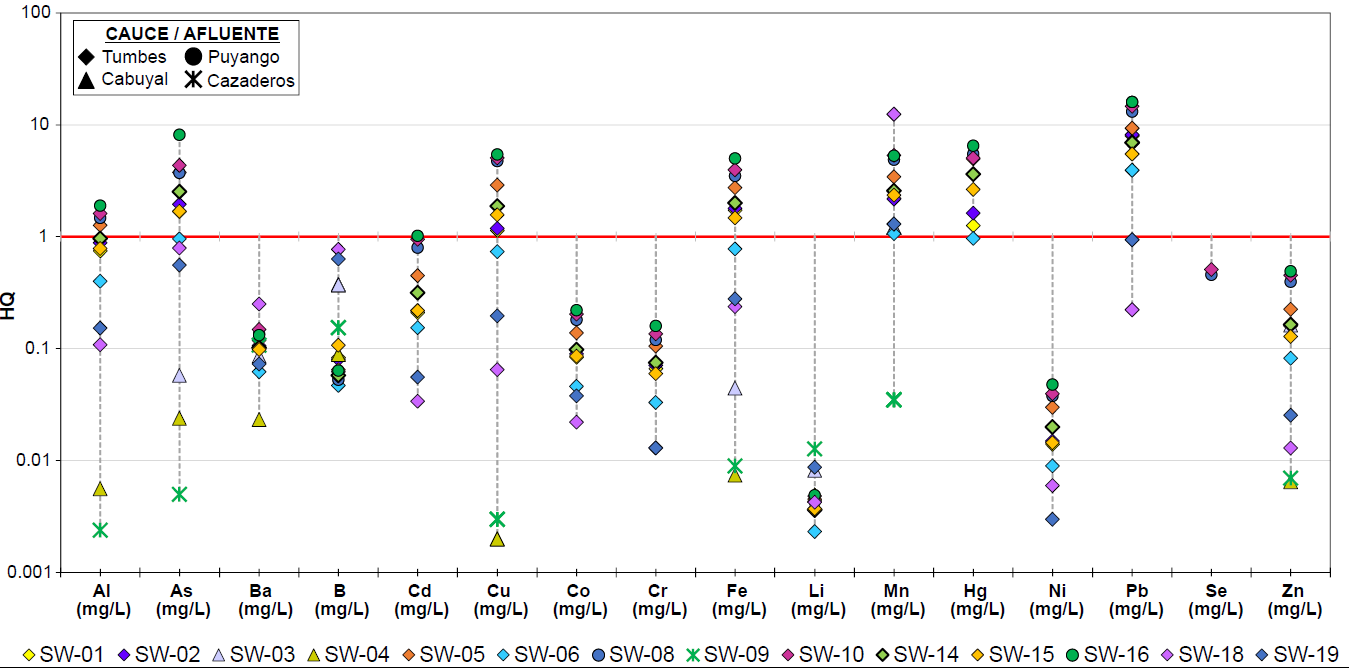 100
10
1
0.1
0.01
0.001
HQ
CAUCE / AFLUENTE
Tumbes Puyango
Cabuyal Cazaderos
Al As Ba B Cd Cu Co Cr Fe Li Mn Hg Ni Pb Se Zn
(mg/L) (mg/L) (mg/L) (mg/L) (mg/L) (mg/L) (mg/L) (mg/L) (mg/L) (mg/L) (mg/L) (mg/L) (mg/L) (mg/L) (mg/L) (mg/L)
SW-01 SW-02 SW-03 SW-04 SW-05 SW-06 SW-08 SW-09 SW-10 SW-14 SW-15 SW-16 SW-18 SW-19